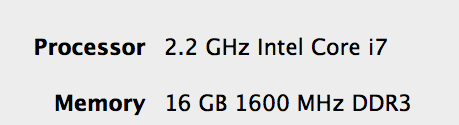 Processor 2.2 GHz Intel Core i7
Memory 16 GB 1600 MHz DDR3